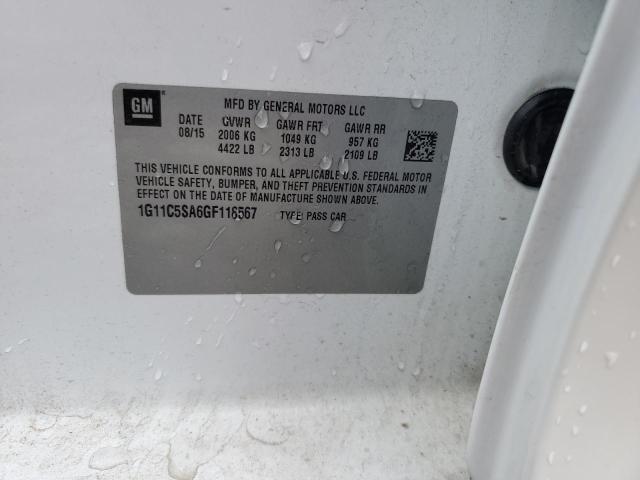 GM
MFD BY GENERAL MOTORS LLC
DATE GVWR GAWR FRT GAWR RR
08/15 2006 KG 1049 KG 957 KG
4422 LB 2313 LB 2109 LB
THIS VEHICLE CONFORMS TO ALL APPLICABLE U.S. FEDERAL MOTOR
VEHICLE SAFETY, BUMPER, AND THEFT PREVENTION STANDARDS IN
EFFECT ON THE DATE OF MANUFACTURE SHOWN ABOVE.
1G11C5SA6GF118567 TYPE: PASS CAR